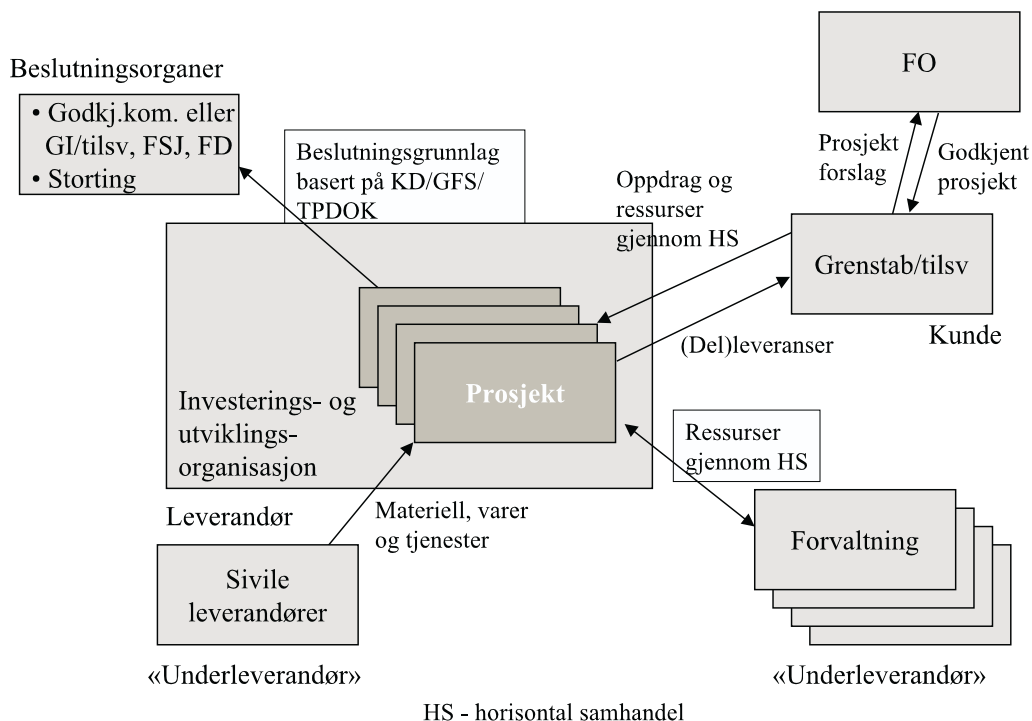 Beslutningsorganer
• Godkj.kom. eller
GI/tilsv, FSJ, FD
• Storting
Beslutningsgrunnlag
basert på KD/GFS/
TPDOK
FO
Prosjekt
forslag
Godkjent
prosjekt
Oppdrag og
ressurser
gjennom HS
Grenstab/tilsv
Kunde
(Del)leveranser
Prosjekt
Investerings- og
utviklings-
organisasjon
Leverandør
Ressurser
gjennom HS
Materiell, varer
og tjenester
Sivile
leverandører
«Underleverandør»
Forvaltning
«Underleverandør»
HS - horisontal samhandel